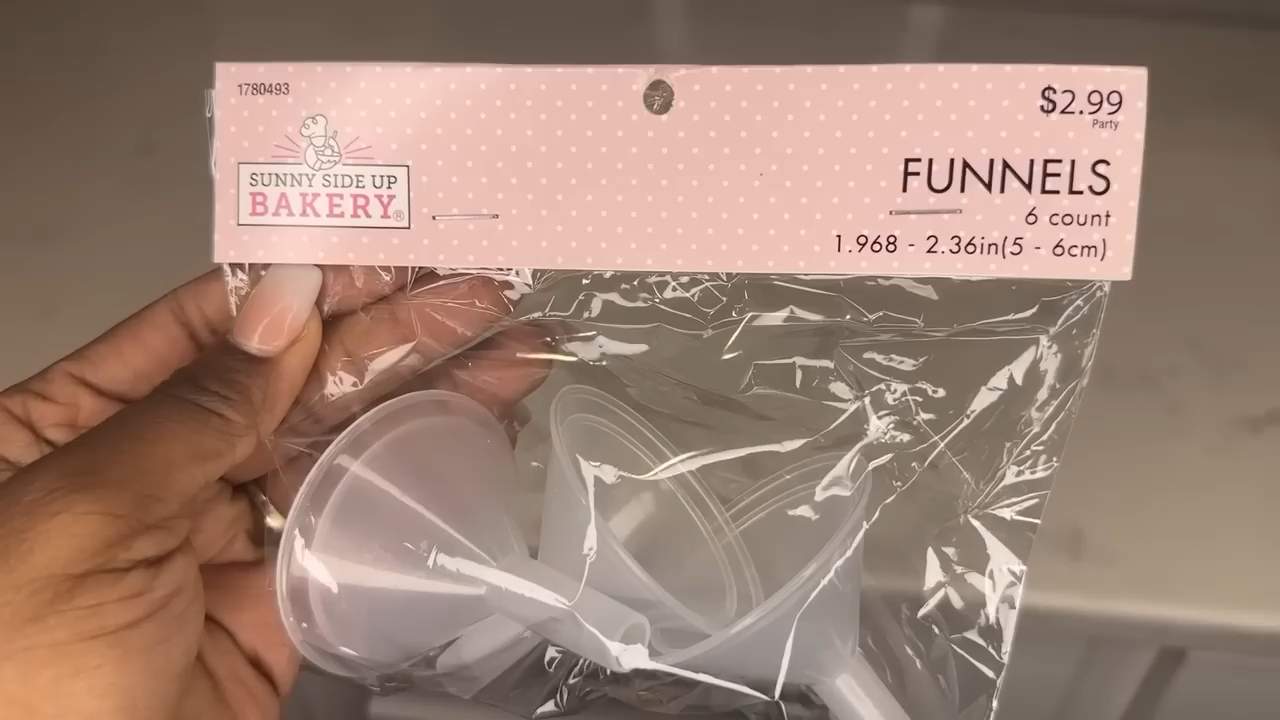 1780493
SUNNY SIDE UP
BAKERY®
$2.99
Party
FUNNELS
6 count
1.968 - 2.36in(5 - 6cm)